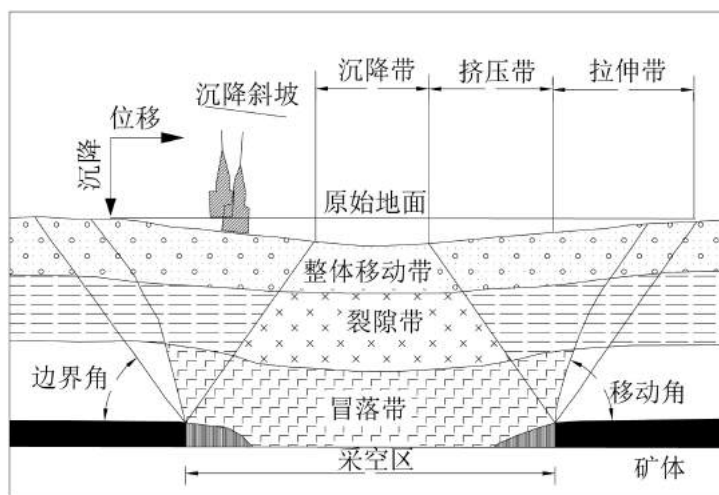 沉降带
挤压带
拉伸带
沉降斜坡
位移
沉降
原始地面
整体移动带
裂隙带
边界角
冒落带
移动角
采空区
矿体